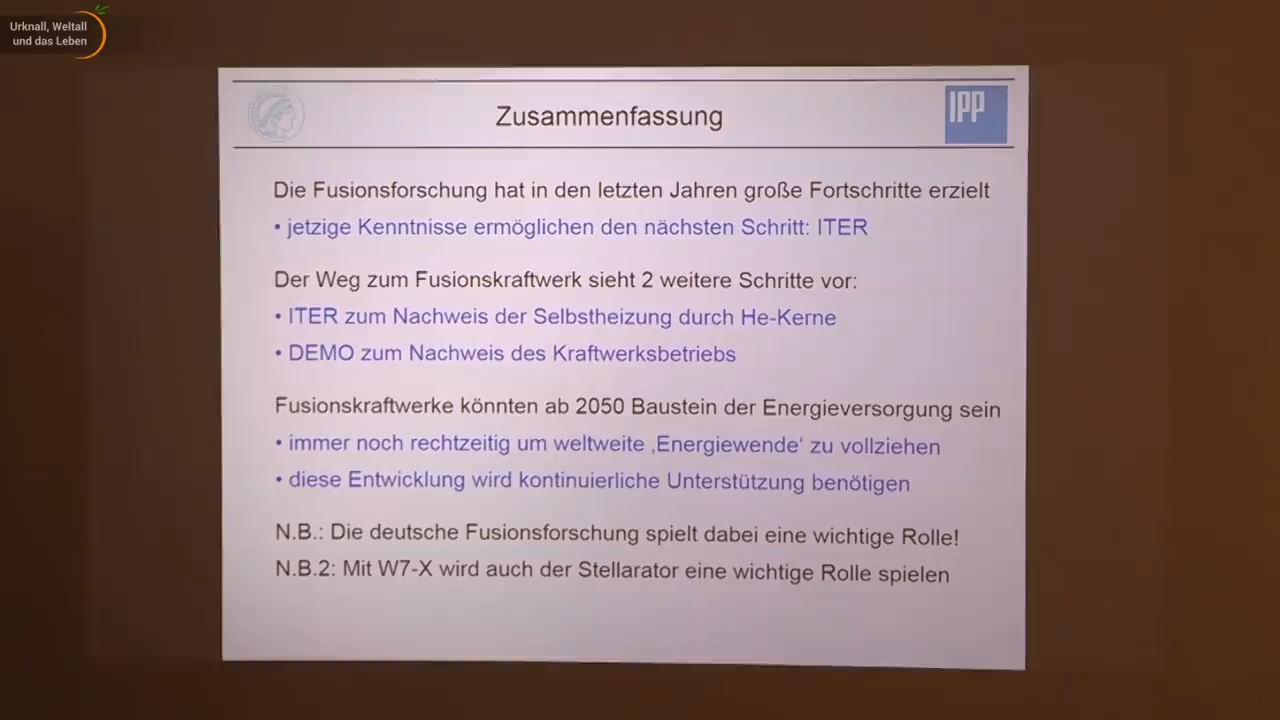 Urknall, Weltall
und das Leben
Zusammenfassung
IPP
Die Fusionsforschung hat in den letzten Jahren große Fortschritte erzielt
• jetzige Kenntnisse ermöglichen den nächsten Schritt: ITER
Der Weg zum Fusionskraftwerk sieht 2 weitere Schritte vor:
• ITER zum Nachweis der Selbstheizung durch He-Kerne
• DEMO zum Nachweis des Kraftwerksbetriebs
Fusionskraftwerke könnten ab 2050 Baustein der Energieversorgung sein
• immer noch rechtzeitig um weltweite ‚Energiewende‘ zu vollziehen
• diese Entwicklung wird kontinuierliche Unterstützung benötigen
N.B.: Die deutsche Fusionsforschung spielt dabei eine wichtige Rolle!
N.B.2: Mit W7-X wird auch der Stellarator eine wichtige Rolle spielen